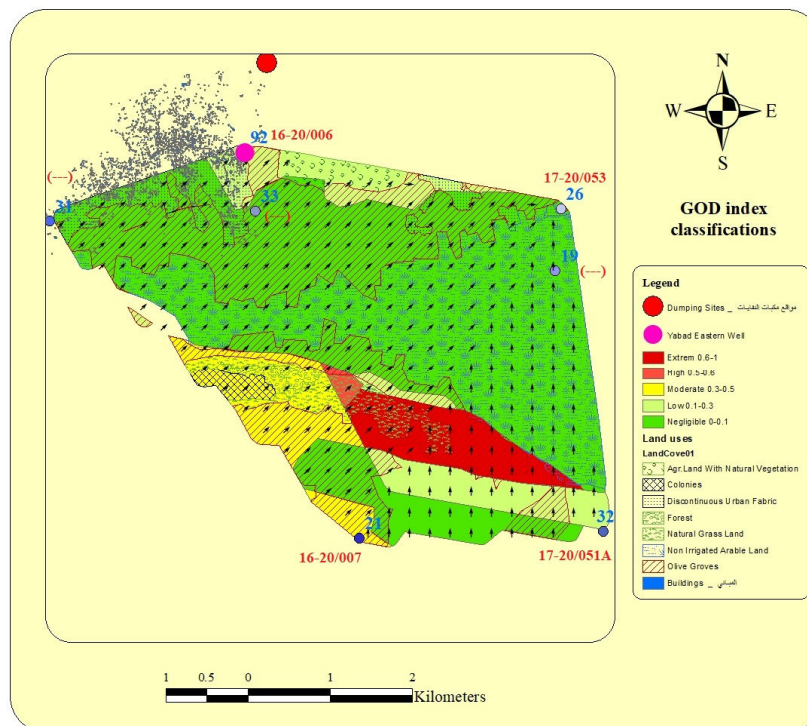 N
W E
S
GOD index
classifications
92
16-20/006
17-20/053
(---)
31
33
(---)
26
19
(---)
21
16-20/007
32
17-20/051A
Legend
Dumping Sites _ مواقع مكبات النفايات
Yabad Eastern Well
Extrem 0.6-1
High 0.5-0.6
Moderate 0.3-0.5
Low 0.1-0.3
Negligible 0-0.1
Land uses
LandCove01
Agr.Land With Natural Vegetation
Colonies
Discontinuous Urban Fabric
Forest
Natural Grass Land
Non Irrigated Arable Land
Olive Groves
Buildings _ المباني
1 0.5 0 1 2
Kilometers